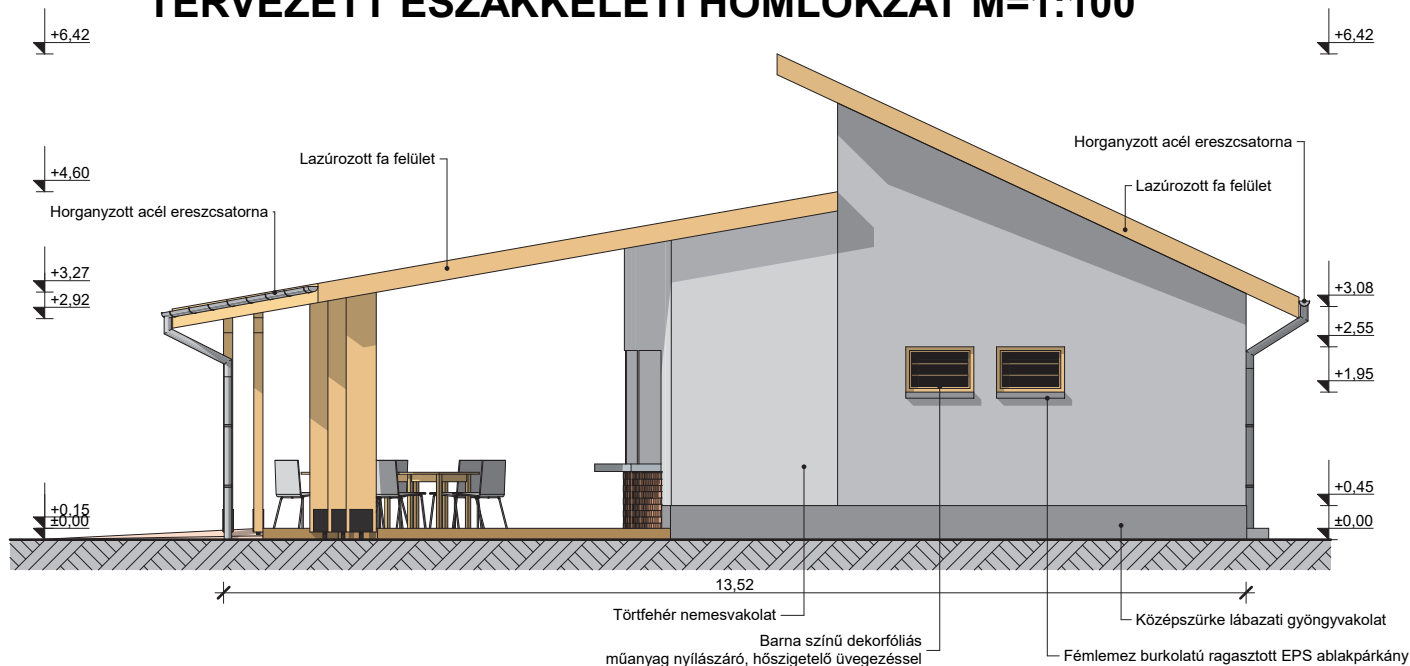 TERVEZETT ÉSZAKKELETI HOMLOKZAT M=1:100
+6,42
+6,42
Horganyzott acél ereszcsatorna
Lazúrozott fa felület
+4,60
Lazúrozott fa felület
Horganyzott acél ereszcsatorna
+3,27
+2,92
+3,08
+2,55
+1,95
+0,45
+0,15
±0,00
±0,00
13,52
Törtfehér nemesvakolat
Középszürke lábazati gyöngyvakolat
Barna színű dekorfóliás
műanyag nyílászáró, hőszigetelő üvegezéssel
Fémlemez burkolatú ragasztott EPS ablakpárkány